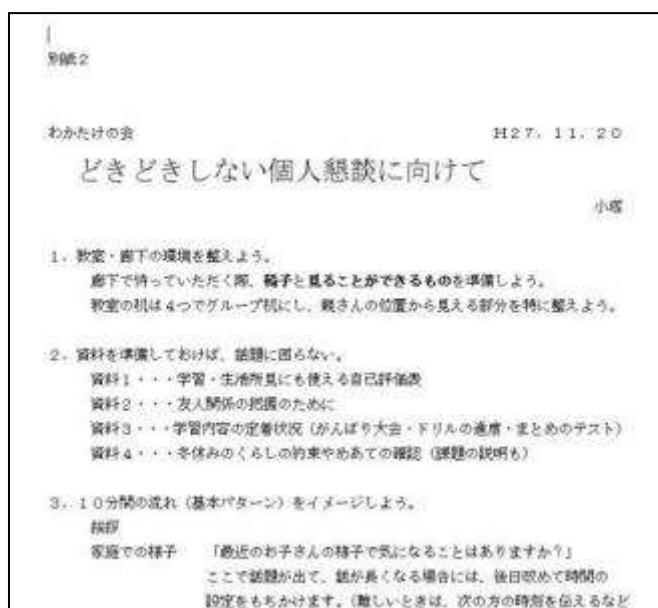 別紙2
わかたけの会 H27.11.20
どきどきしない個人懇談に向けて
小塚
1.教室・廊下の環境を整えよう。
廊下で待っていただく際、椅子と見ることができるものを準備しよう。
教室の机は4つでグループ机にし、親さんの位置から見える部分を特に整えよう。
2.資料を準備しておけば、話題に困らない。
資料1・・・学習・生活所見にも使える自己評価表
資料2・・・友人関係の把握のために
資料3・・・学習内容の定着状況(がんばり大会・ドリルの進度・まとめのテスト)
資料4・・・冬休みのくらしの約束やめあての確認(課題の説明も)
3.10分間の流れ(基本パターン)をイメージしよう。
挨拶
家庭での様子 「最近のお子さんの様子で気になることはありますか?」
ここで話題が出て、話が長くなる場合には、後日改めて時間の
設定をもちかけます。(難しいときは、次の方の時刻を伝えるなど